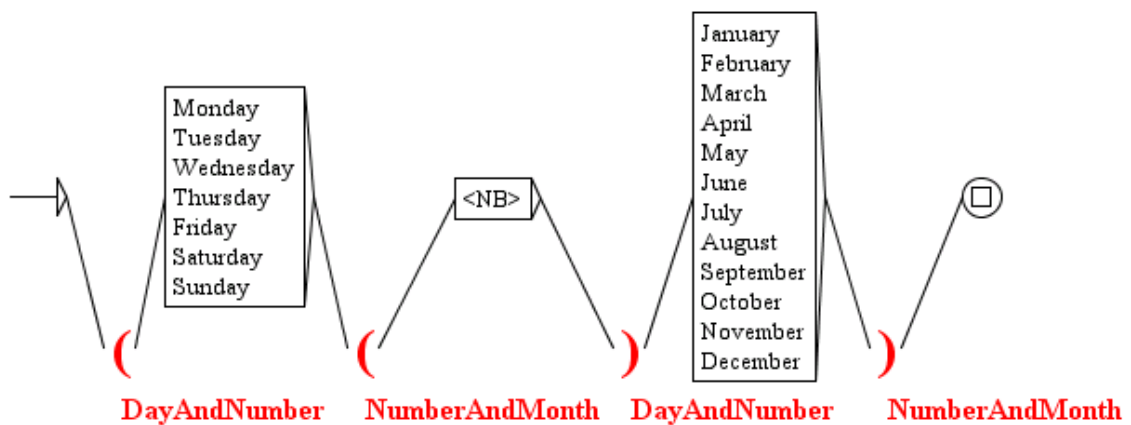 Monday
Tuesday
Wednesday
Thursday
Friday
Saturday
Sunday
<NB>
January
February
March
April
May
June
July
August
September
October
November
December
( ( ) )
DayAndNumber NumberAndMonth DayAndNumber NumberAndMonth